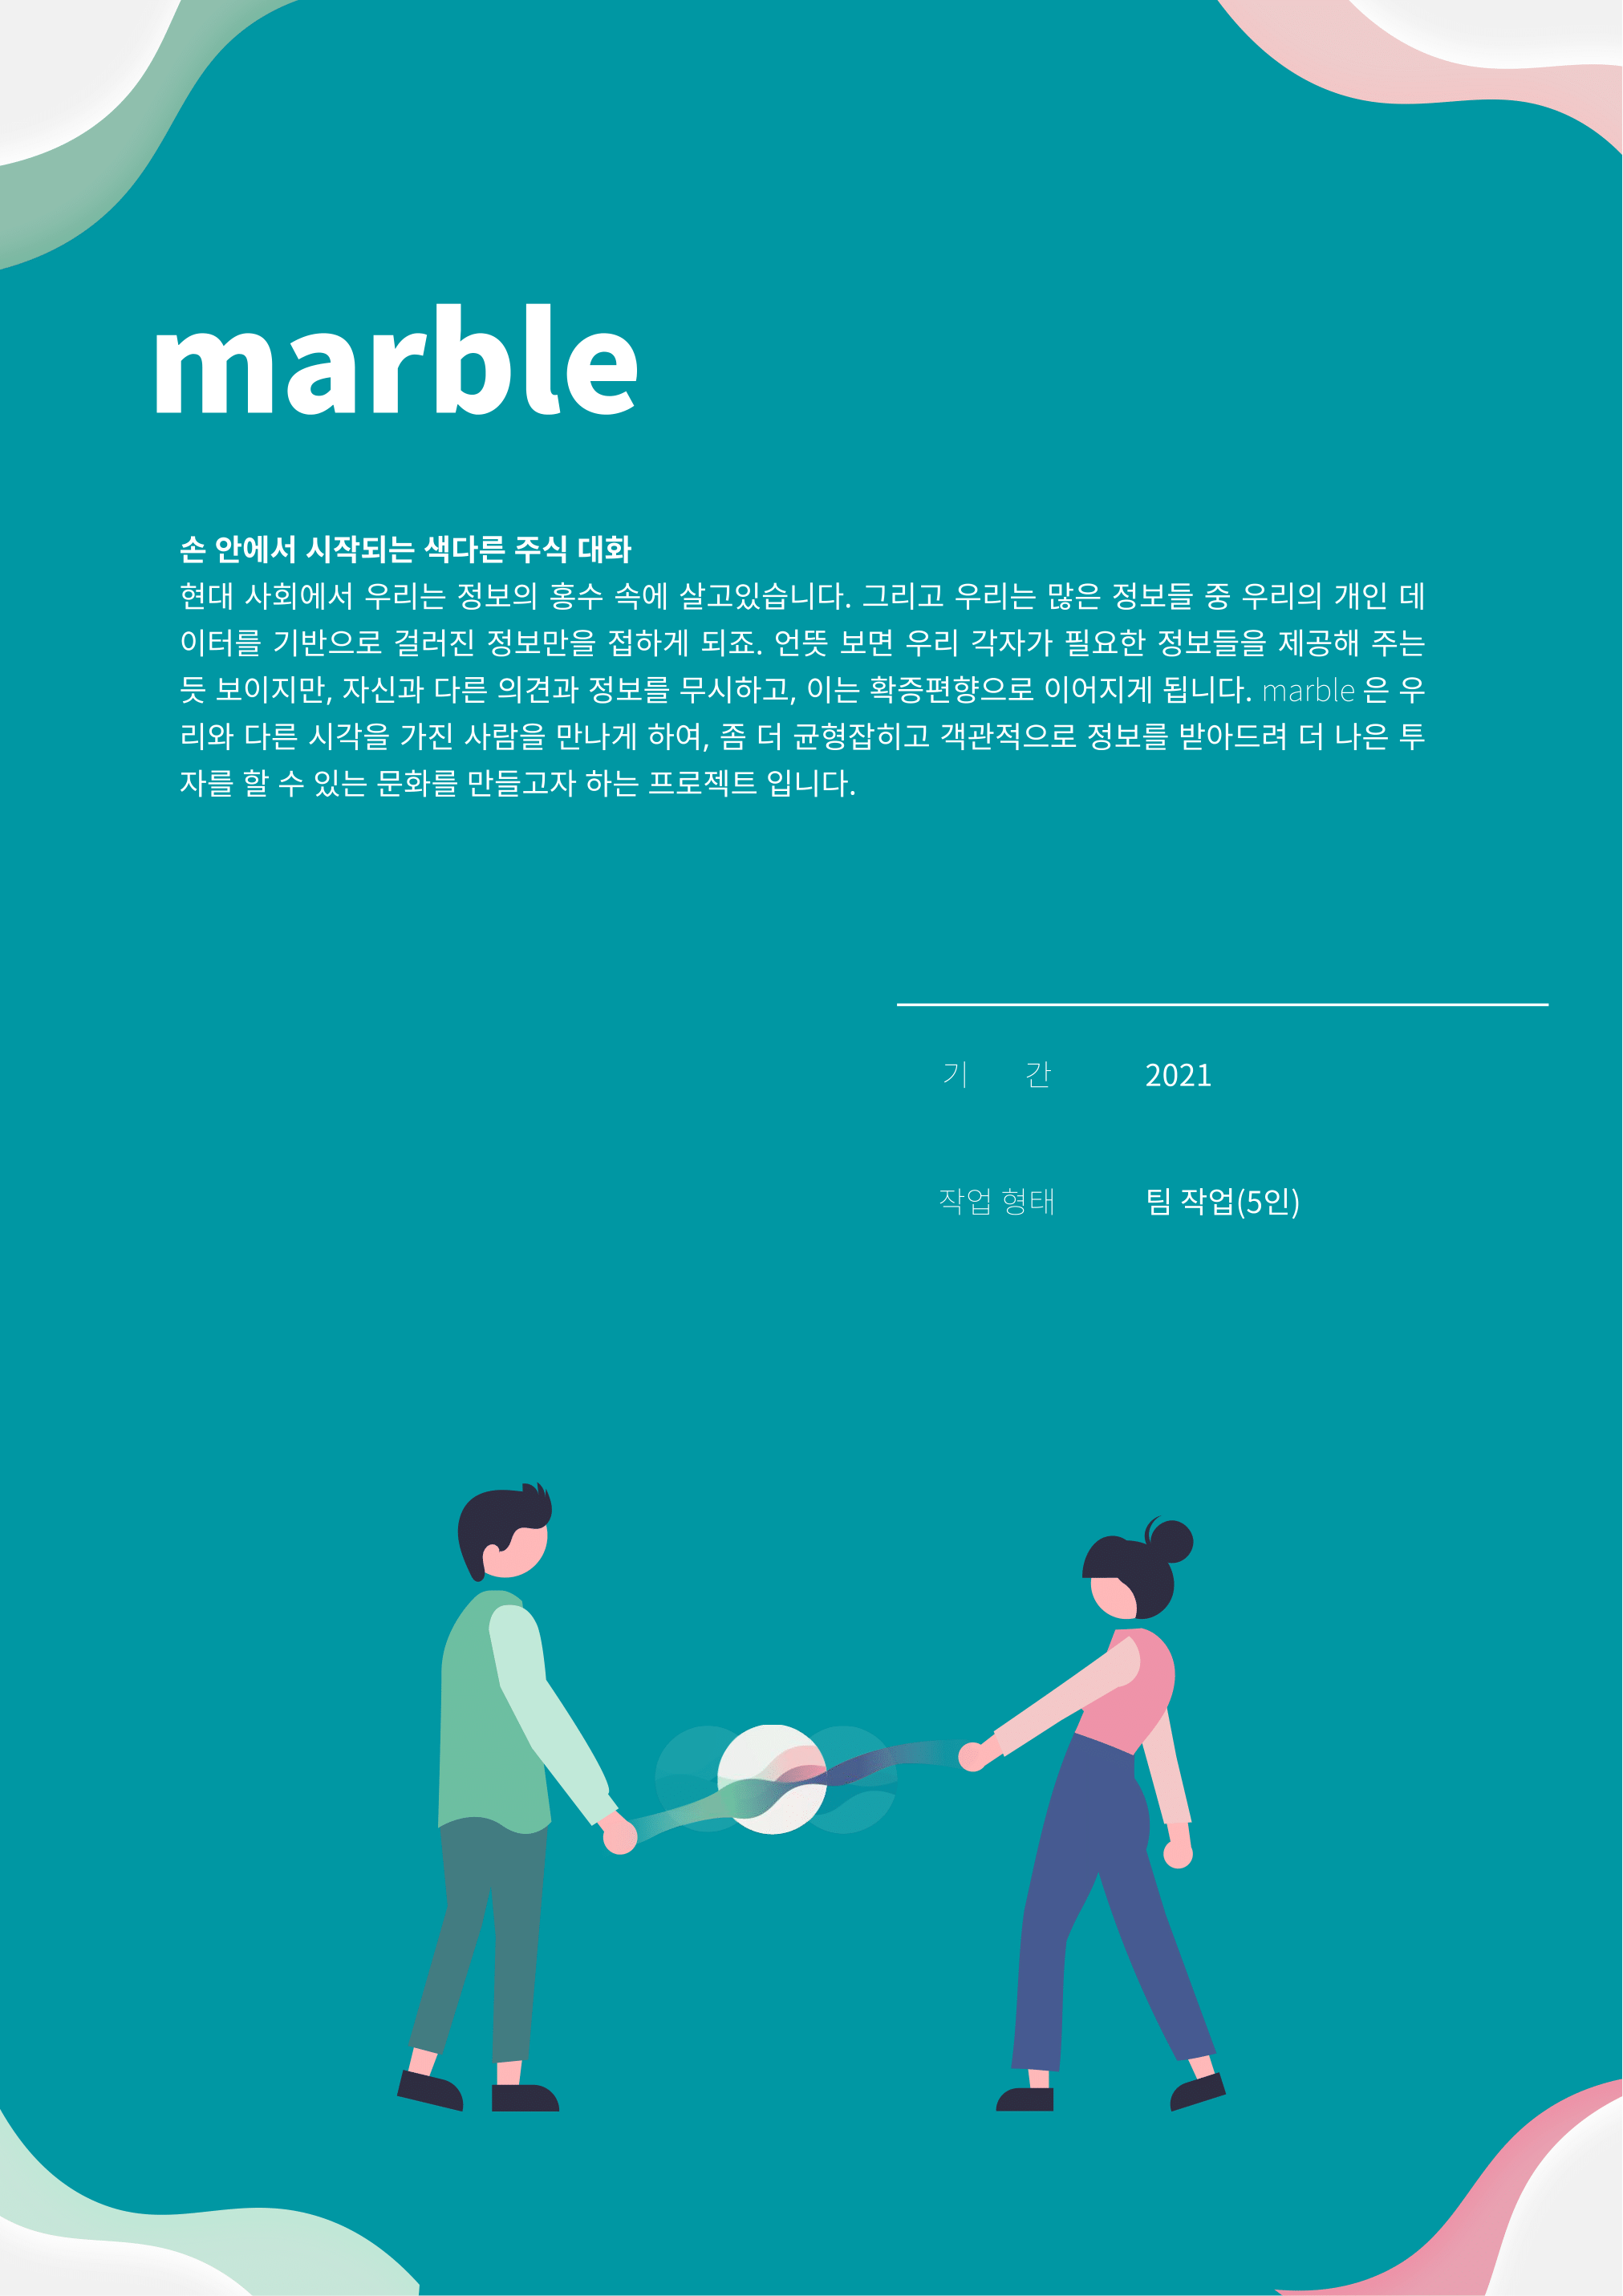 marble
손 안에서 시작되는 색다른 주식 대화
현대 사회에서 우리는 정보의 홍수 속에 살고있습니다. 그리고 우리는 많은 정보들 중 우리의 개인 데
이터를 기반으로 걸러진 정보만을 접하게 되죠. 언뜻 보면 우리 각자가 필요한 정보들을 제공해 주는
듯 보이지만, 자신과 다른 의견과 정보를 무시하고, 이는 확증편향으로 이어지게 됩니다. marble 은 우
리와 다른 시각을 가진 사람을 만나게 하여, 좀 더 균형잡히고 객관적으로 정보를 받아드려 더 나은 투
자를 할 수 있는 문화를 만들고자 하는 프로젝트 입니다.
기 간 2021
작업 형태 팀 작업(5인)